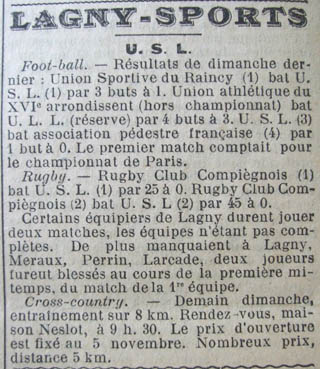 LAGNY-SPORTS
U. S. L.
Foot-ball. — Résultats de dimanche der-
nier : Union Sportive du Raincy (1) bat U.
S. L. (1) par 3 buts à 1. Union athlétique du
XVIe arrondissent (hors championnat) bat
U. L. L. (réserve) par 4 buts à 3. U. S. L. (3)
bat association pédestre française (4) par
1 but à 0. Le premier match comptait pour
le championnat de Paris.
Rugby. — Rugby Club Compiégnois (1)
bat U. S. L. (1) par 25 à 0. Rugby Club Com-
piègnois (2) bat U. S. L (2) par 45 à 0.
Certains équipiers de Lagny durent jouer
deux matches, les équipes n'étant pas com-
plètes. De plus manquaient à Lagny,
Meraux, Perrin, Larcade, deux joueurs
furent blessés au cours de la première mi-
temps, du match de la 1re équipe.
Cross-country. — Demain dimanche,
entraînement sur 8 km. Rendez-vous, mai-
son Neslot, à 9 h. 30. Le prix d'ouverture
est fixé au 5 novembre. Nombreux prix,
distance 5 km.